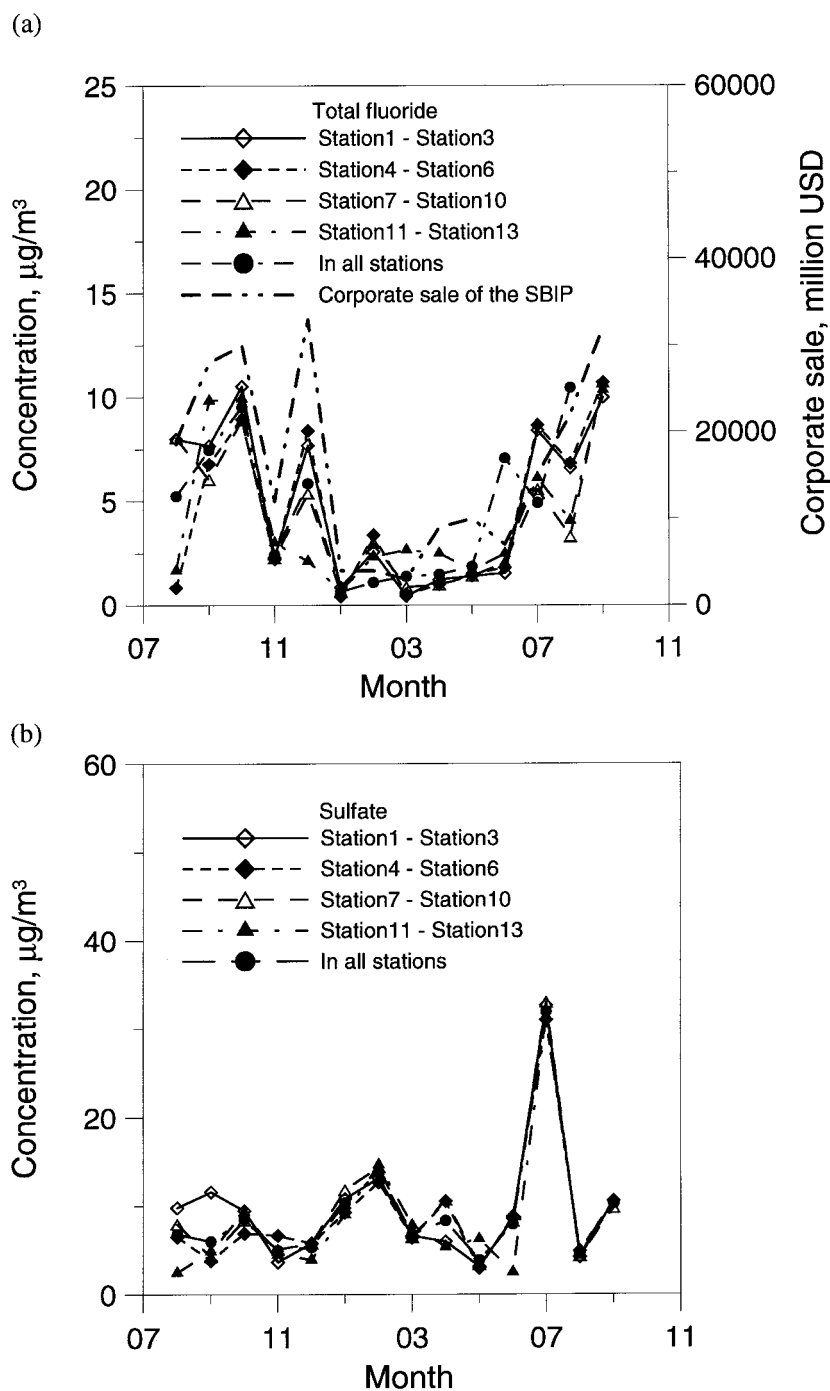 (a)
25
20
15
10
5
0
Concentration, μg/m³
Total fluoride
Station1 - Station3
Station4 - Station6
Station7 - Station10
Station11 - Station13
In all stations
Corporate sale of the SBIP
60000
40000
20000
0
Corporate sale, million USD
07 11 03 07 11
Month
(b)
60
40
20
0
Concentration, μg/m³
Sulfate
Station1 - Station3
Station4 - Station6
Station7 - Station10
Station11 - Station13
In all stations
07 11 03 07 11
Month